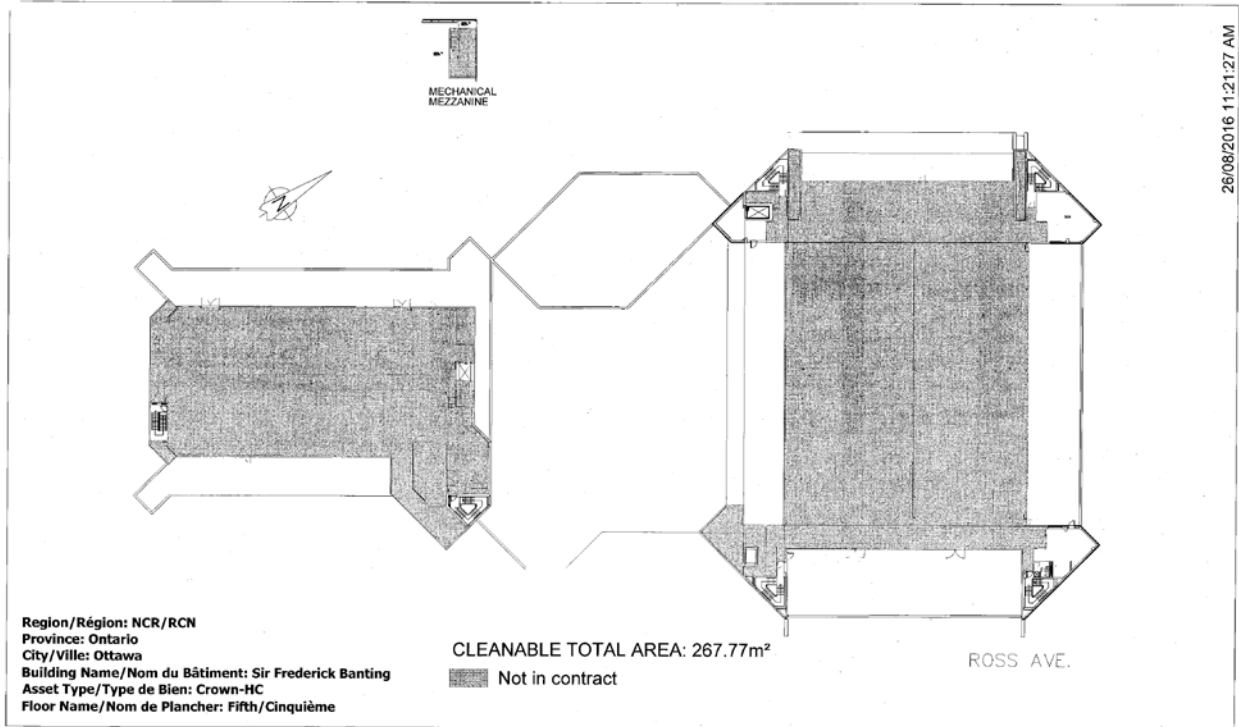 MECHANICAL
MEZZANINE
26/08/2016 11:21:27 AM
N
Region/Région: NCR/RCN
Province: Ontario
City/Ville: Ottawa
Building Name/Nom du Bâtiment: Sir Frederick Banting
Asset Type/Type de Bien: Crown-HC
Floor Name/Nom de Plancher: Fifth/Cinquième
CLEANABLE TOTAL AREA: 267.77m²
Not in contract
ROSS AVE.